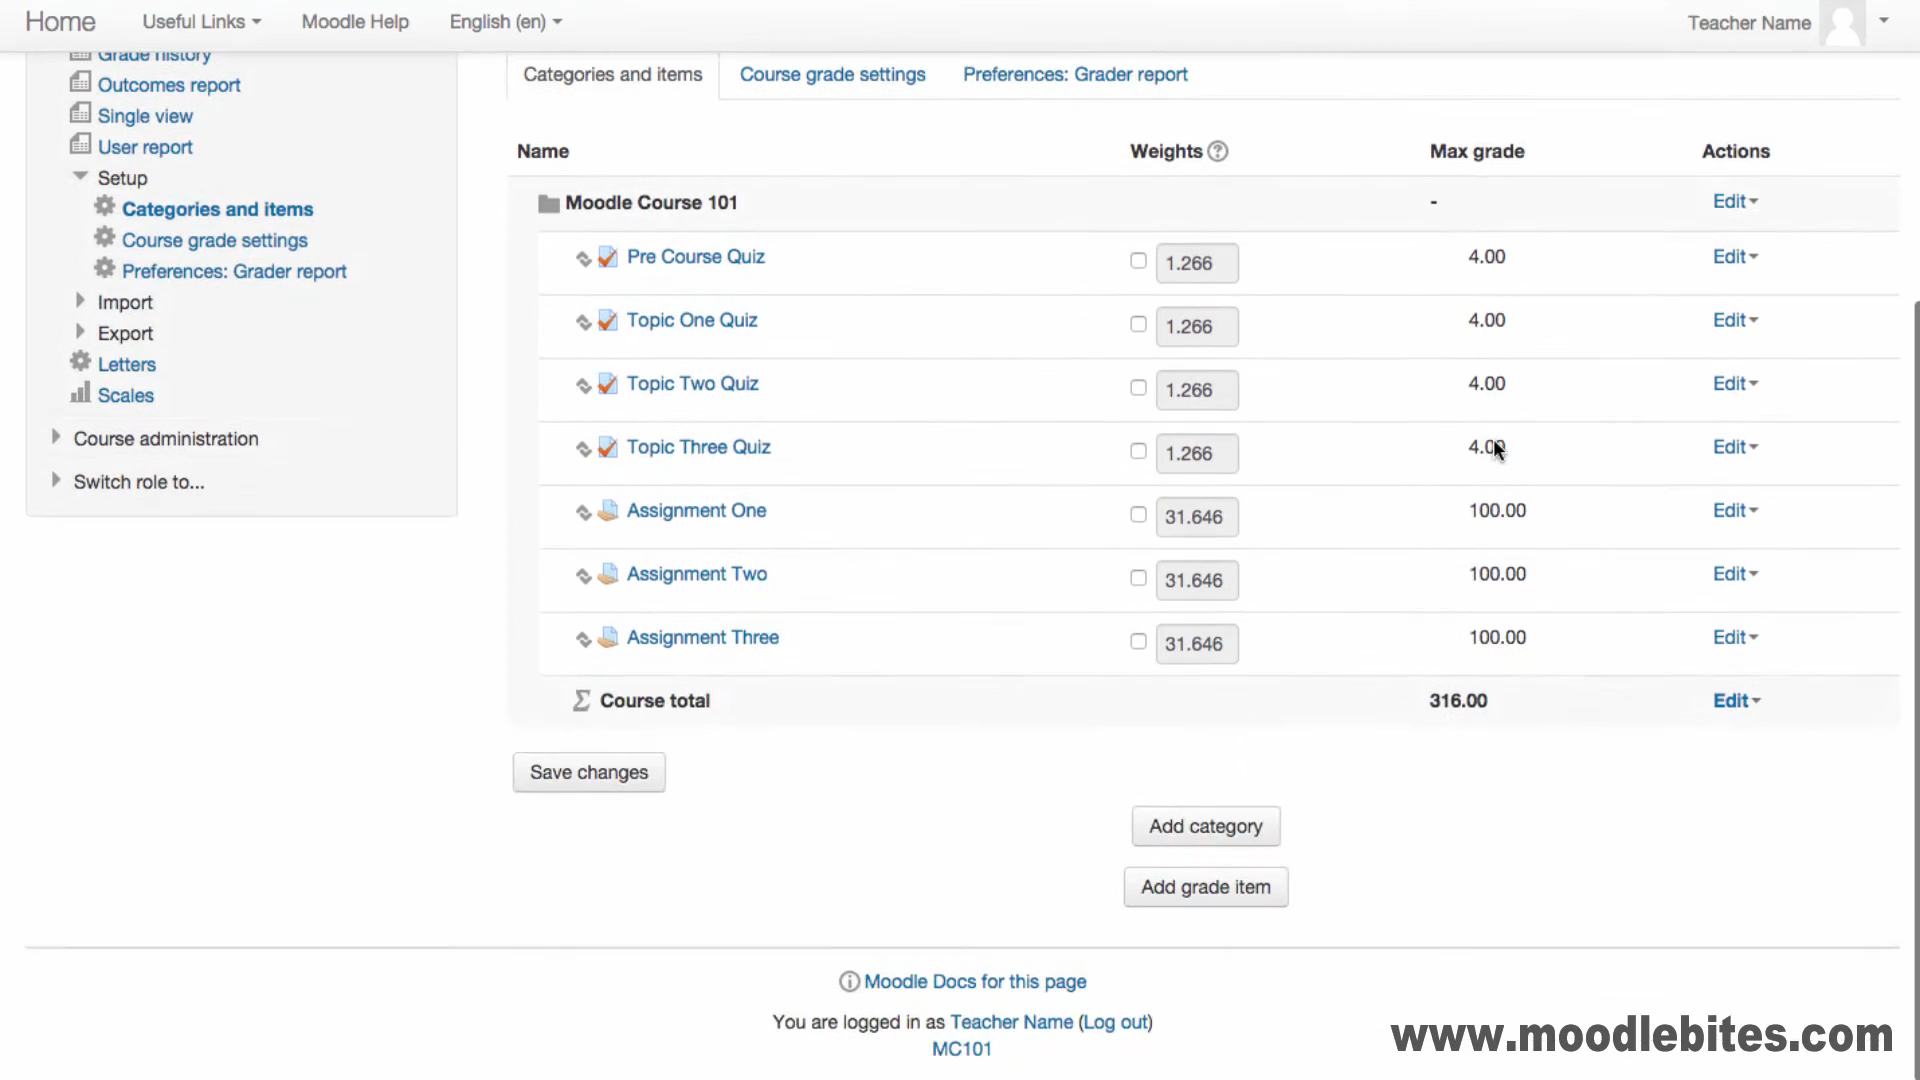 Home Useful Links Moodle Help English (en) Teacher Name
Grade history
Outcomes report
Single view
User report
Setup
Categories and items
Course grade settings
Preferences: Grader report
Import
Export
Letters
Scales
Course administration
Switch role to...
Categories and items Course grade settings Preferences: Grader report
Name Weights ? Max grade Actions
Moodle Course 101 - Edit
Pre Course Quiz 1.266 4.00 Edit
Topic One Quiz 1.266 4.00 Edit
Topic Two Quiz 1.266 4.00 Edit
Topic Three Quiz 1.266 4.00 Edit
Assignment One 31.646 100.00 Edit
Assignment Two 31.646 100.00 Edit
Assignment Three 31.646 100.00 Edit
Σ Course total 316.00 Edit
Save changes
Add category
Add grade item
Moodle Docs for this page
You are logged in as Teacher Name (Log out)
MC101
www.moodlebites.com